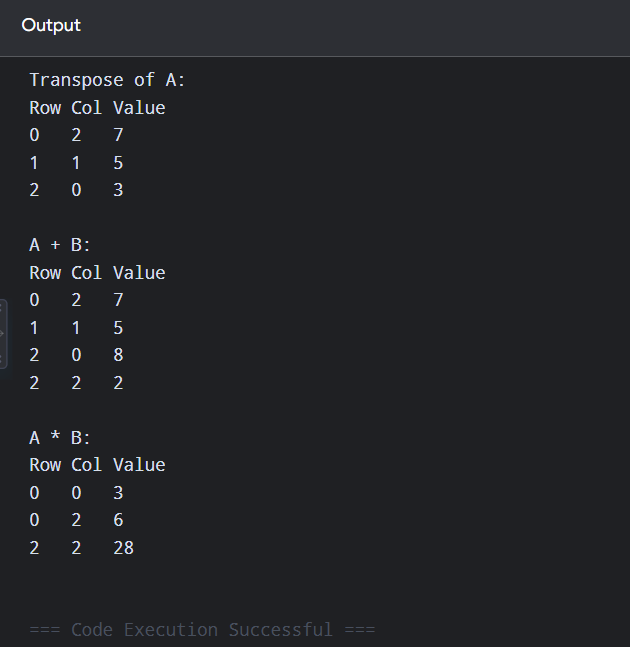 Output
Transpose of A:
Row Col Value
0   2   7
1   1   5
2   0   3
A + B:
Row Col Value
0   2   7
1   1   5
2   0   8
2   2   2
A * B:
Row Col Value
0   0   3
0   2   6
2   2   28
=== Code Execution Successful ===